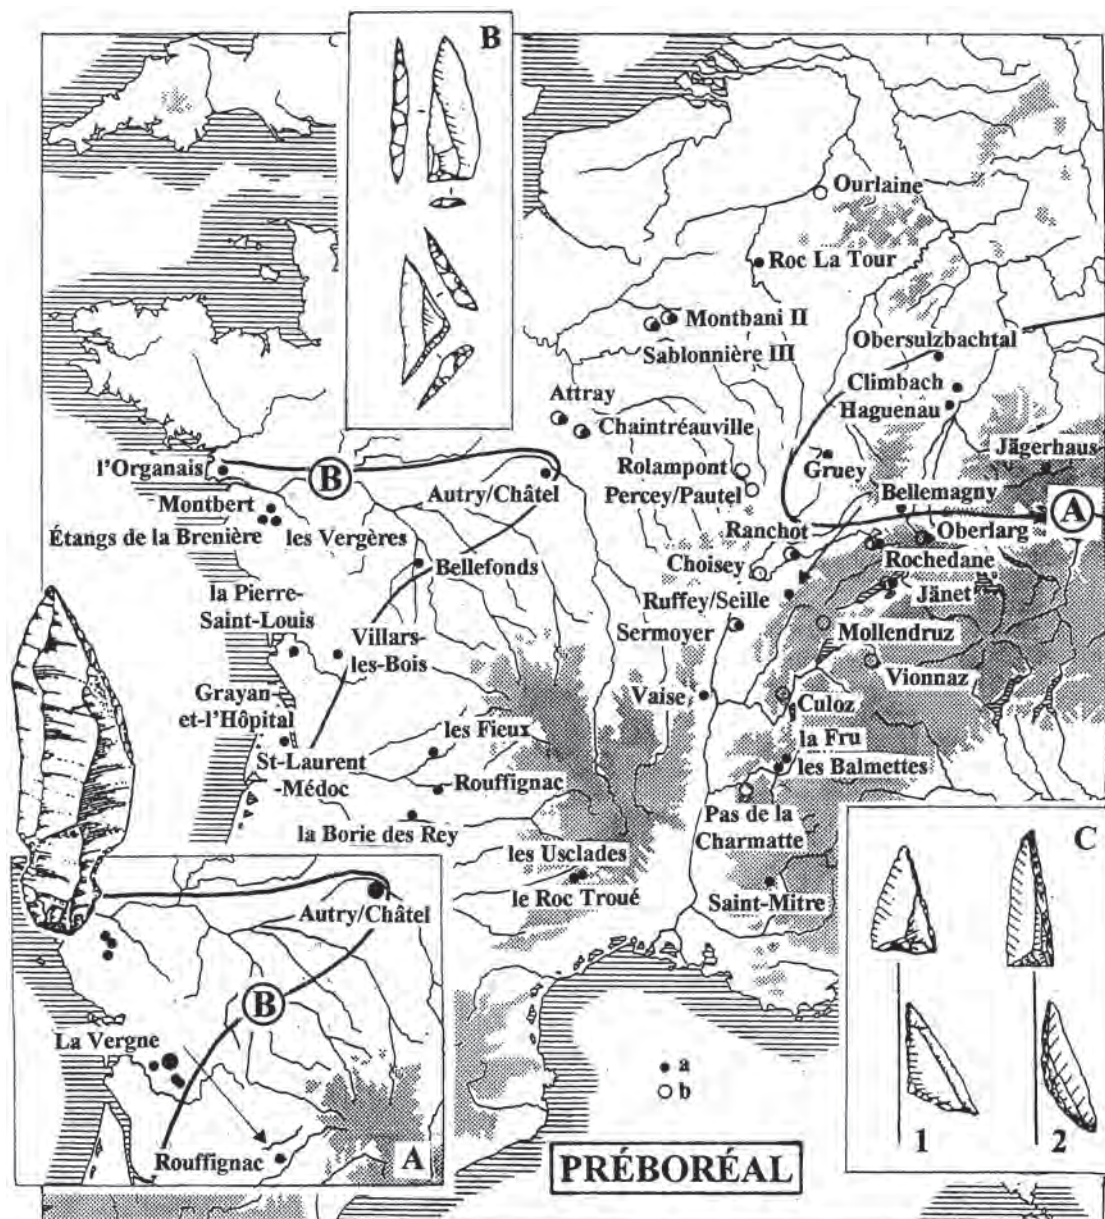 B
Ourlaine
Roc La Tour
Montbani II
Sablonnière III
Obersulzbachtal
Climbach
Haguenau
Attray
Chaintréauville
Jägerhaus
Gruey
Rolampont
Percey/Pautel
l'Organais
B
Autry/Châtel
Bellemagny
A
Montbert
Étangs de la Brenière
les Vergères
Ranchot
Oberlarg
Choisey
Rochedane
Bellefonds
Jänet
la Pierre-
Saint-Louis
Ruffey/Seille
Sermoyer
Mollendruz
Villars-
les-Bois
Vionnaz
Grayan-
et-l'Hôpital
Vaise
Culoz
les Fieux
la Fru
St-Laurent
-Médoc
les Balmettes
Rouffignac
la Borie des Rey
Pas de la
Charmatte
C
les Usclades
le Roc Troué
Saint-Mitre
Autry/Châtel
B
La Vergne
a
b
1
2
Rouffignac
A
PRÉBORÉAL